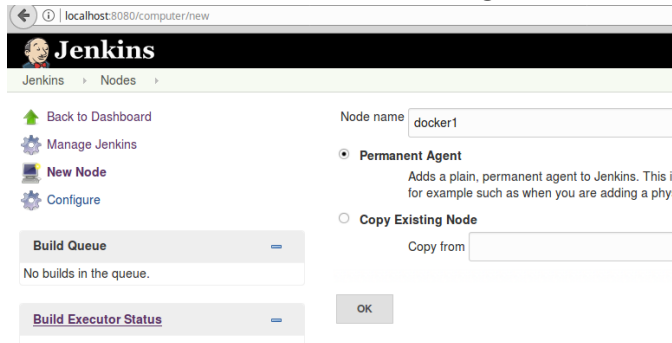 localhost:8080/computer/new
Jenkins
Jenkins Nodes
Back to Dashboard
Manage Jenkins
New Node
Configure
Build Queue
No builds in the queue.
Build Executor Status
Node name docker1
Permanent Agent
Adds a plain, permanent agent to Jenkins. This
for example such as when you are adding a
Copy Existing Node
Copy from
OK